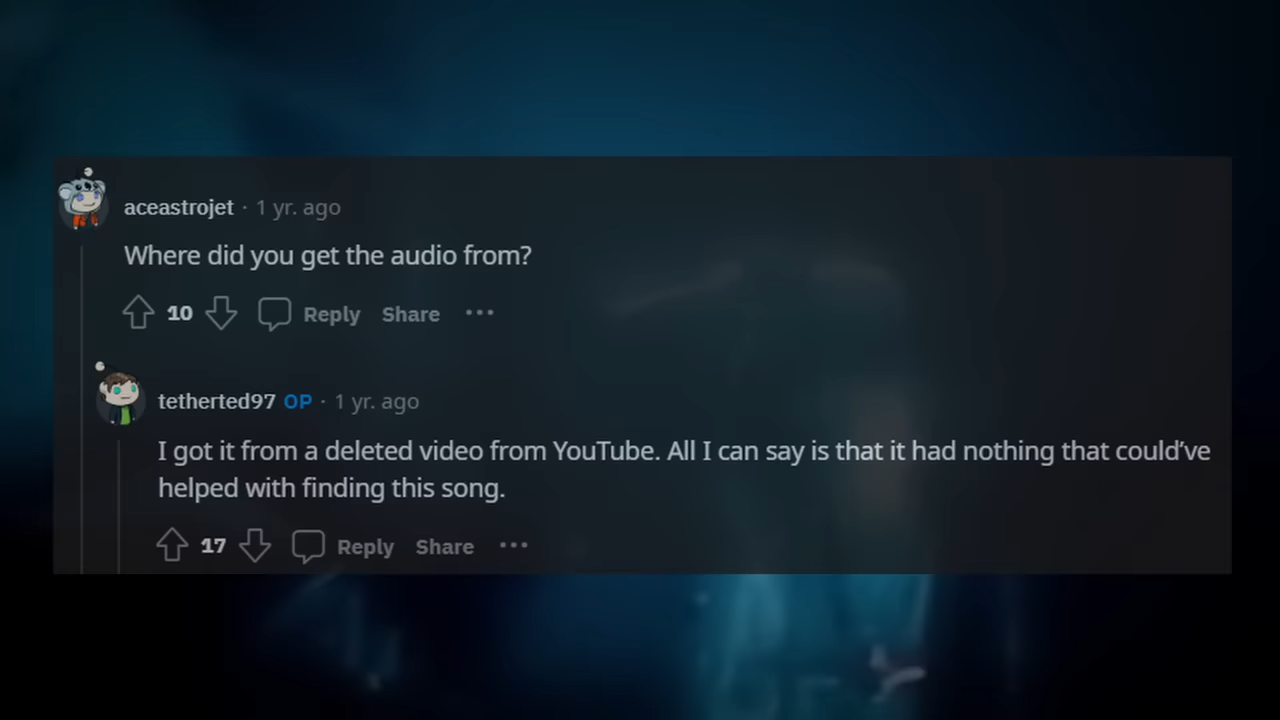 aceastrojet · 1 yr. ago
Where did you get the audio from?
10 Reply Share ···
tetherted97 OP · 1 yr. ago
I got it from a deleted video from YouTube. All I can say is that it had nothing that could’ve
helped with finding this song.
17 Reply Share ···